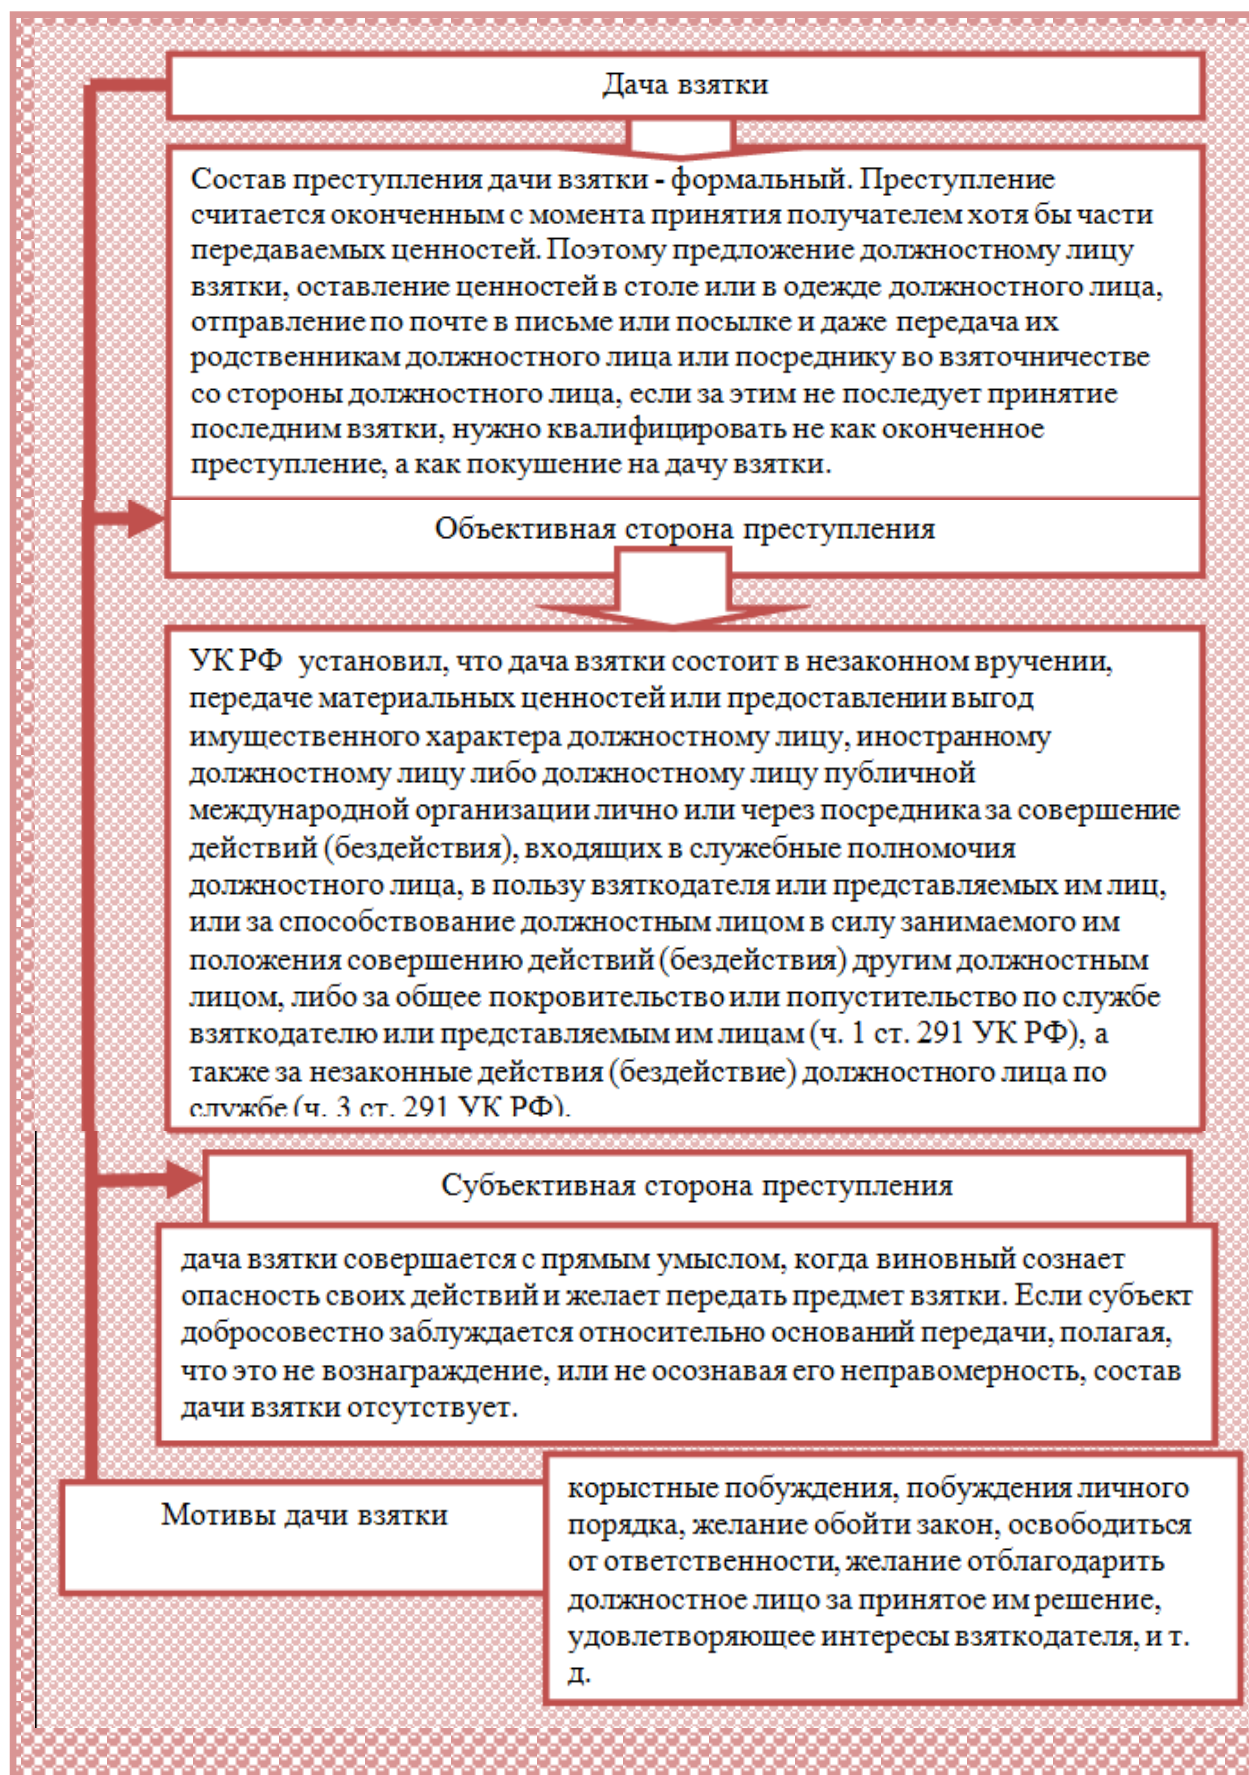 Дача взятки
Состав преступления дачи взятки - формальный. Преступление
считается оконченным с момента принятия получателем хотя бы части
передаваемых ценностей. Поэтому предложение должностному лицу
взятки, оставление ценностей в столе или в одежде должностного лица,
отправление по почте в письме или посылке и даже передача их
родственникам должностного лица или посреднику во взяточничестве
со стороны должностного лица, если за этим не последует принятие
последним взятки, нужно квалифицировать не как оконченное
преступление, а как покушение на дачу взятки.
Объективная сторона преступления
УК РФ установил, что дача взятки состоит в незаконном вручении,
передаче материальных ценностей или предоставлении выгод
имущественного характера должностному лицу, иностранному
должностному лицу либо должностному лицу публичной
международной организации лично или через посредника за совершение
действий (бездействия), входящих в служебные полномочия
должностного лица, в пользу взяткодателя или представляемых им лиц,
или за способствование должностным лицом в силу занимаемого им
положения совершению действий (бездействия) другим должностным
лицом, либо за общее покровительство или попустительство по службе
взяткодателю или представляемым им лицам (ч. 1 ст. 291 УК РФ), а
также за незаконные действия (бездействие) должностного лица по
службе (ч. 3 ст. 291 УК РФ).
Субъективная сторона преступления
дача взятки совершается с прямым умыслом, когда виновный сознает
опасность своих действий и желает передать предмет взятки. Если субъект
добросовестно заблуждается относительно оснований передачи, полагая,
что это не вознаграждение, или не осознавая его неправомерность, состав
дачи взятки отсутствует.
Мотивы дачи взятки
корыстные побуждения, побуждения личного
порядка, желание обойти закон, освободиться
от ответственности, желание отблагодарить
должностное лицо за принятое им решение,
удовлетворяющее интересы взяткодателя, и т.
д.